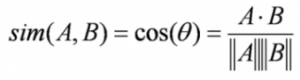 sim(A, B) = cos(θ) = A · B / ‖A‖‖B‖